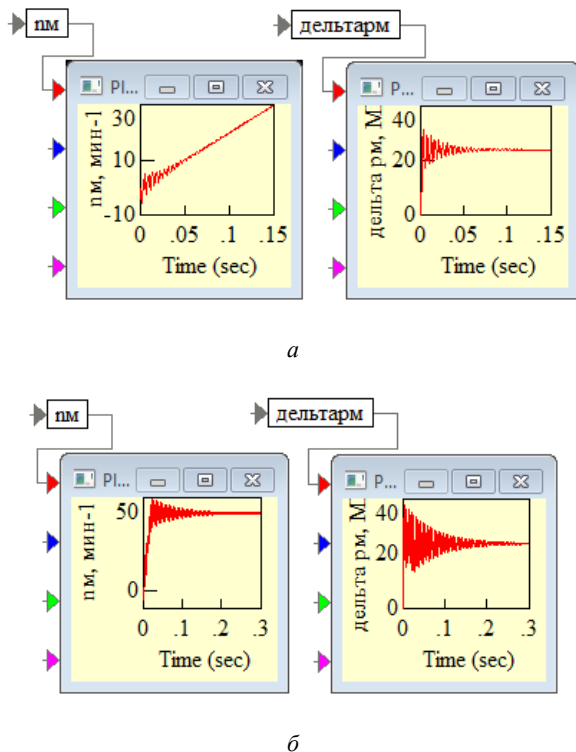 nм
дельтарм
Pl...
P...
nм, мин-1
30
10
-10
0 .05 .1 .15
Time (sec)
дельта рм, М
40
20
0
0 .05 .1 .15
Time (sec)
а
nм
дельтарм
Pl...
P...
nм, мин-1
50
0
0 .1 .2 .3
Time (sec)
дельта рм, М
40
20
0
0 .1 .2 .3
Time (sec)
б